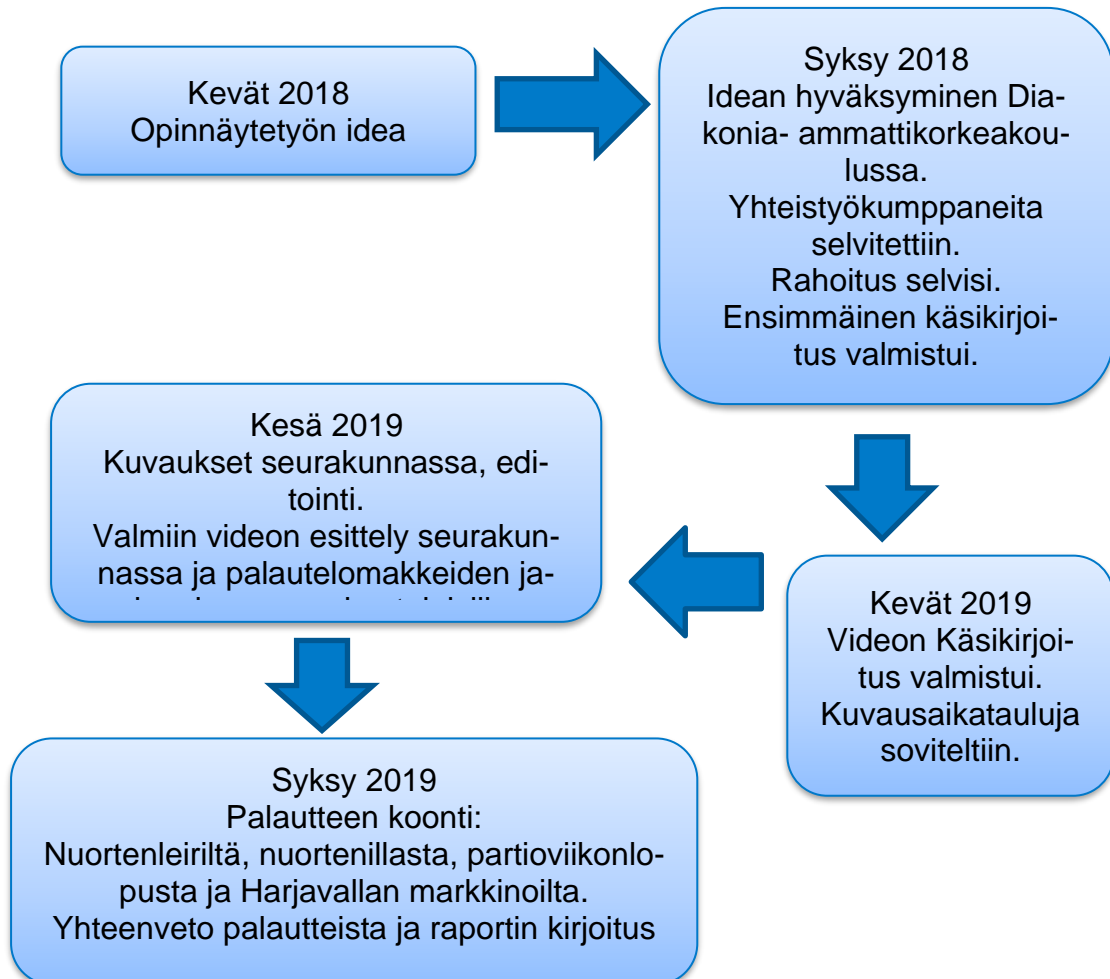 Kevät 2018
Opinnäytetyön idea
Syksy 2018
Idean hyväksyminen Dia-
konia- ammattikorkeakou-
lussa.
Yhteistyökumppaneita
selvitettiin.
Rahoitus selvisi.
Ensimmäinen käsikirjoi-
tus valmistui.
Kevät 2019
Videon Käsikirjoi-
tus valmistui.
Kuvausaikatauluja
soviteltiin.
Kesä 2019
Kuvaukset seurakunnassa, edi-
tointi.
Valmiin videon esittely seurakun-
nassa ja palautelomakkeiden ja-
Syksy 2019
Palautteen koonti:
Nuortenleiriltä, nuortenillasta, partioviikonlo-
pusta ja Harjavallan markkinoilta.
Yhteenveto palautteista ja raportin kirjoitus